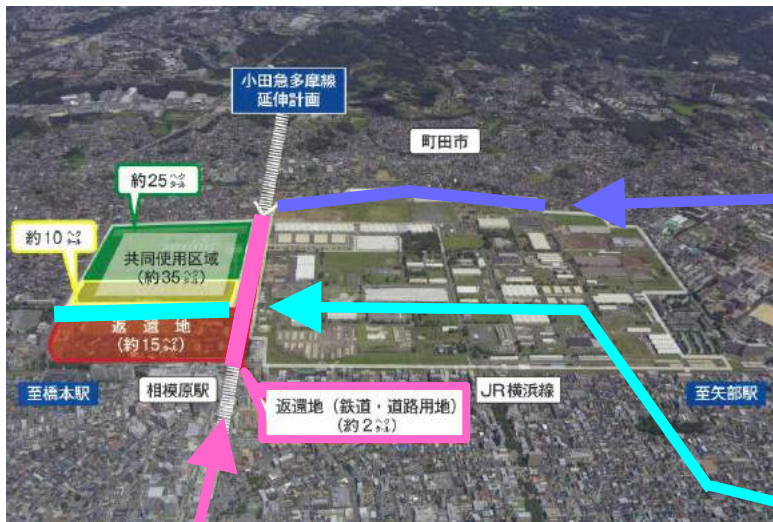 小田急多摩線
延伸計画
町田市
約25㌶
約10㌶
共同使用区域
(約35㌶)
返還地
(約15㌶)
至橋本駅
相模原駅
返還地(鉄道・道路用地)
(約2㌶)
JR横浜線
至矢部駅